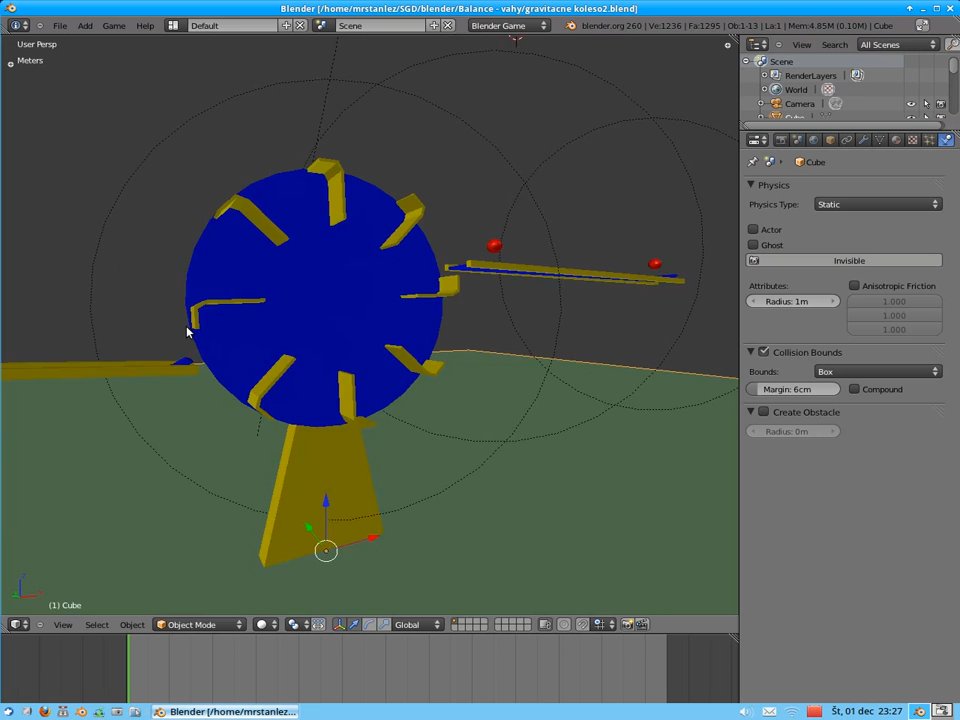 Blender [/home/mrstanlez/SGD/blender/Balance - vahy/gravitacne koleso2.blend]
File Add Game Help Default Scene Blender Game blender.org 260 | Ve:1236 | Fa:1295 | Ob:1-13 | La:1 | Mem:4.85M (0.10M) | Cube
User Persp
Meters
View Search All Scenes
Scene
RenderLayers
World
Camera
Cube
Physics
Physics Type: Static
Actor
Ghost
Invisible
Attributes: Anisotropic Friction
Radius: 1m 1.000
1.000
1.000
Collision Bounds
Bounds: Box
Margin: 6cm Compound
Create Obstacle
Radius: 0m
(1) Cube
View Select Object Object Mode Global
Blender [/home/mrstanlez... Št, 01 dec 23:27